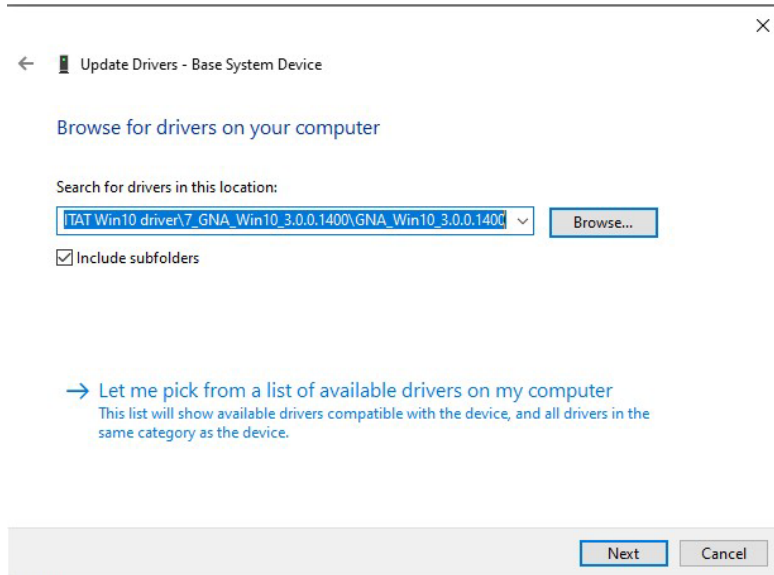 Update Drivers - Base System Device
Browse for drivers on your computer
Search for drivers in this location:
ITAT Win10 driver\7_GNA_Win10_3.0.0.1400\GNA_Win10_3.0.0.1400
Browse...
Include subfolders
Let me pick from a list of available drivers on my computer
This list will show available drivers compatible with the device, and all drivers in the
same category as the device.
Next
Cancel